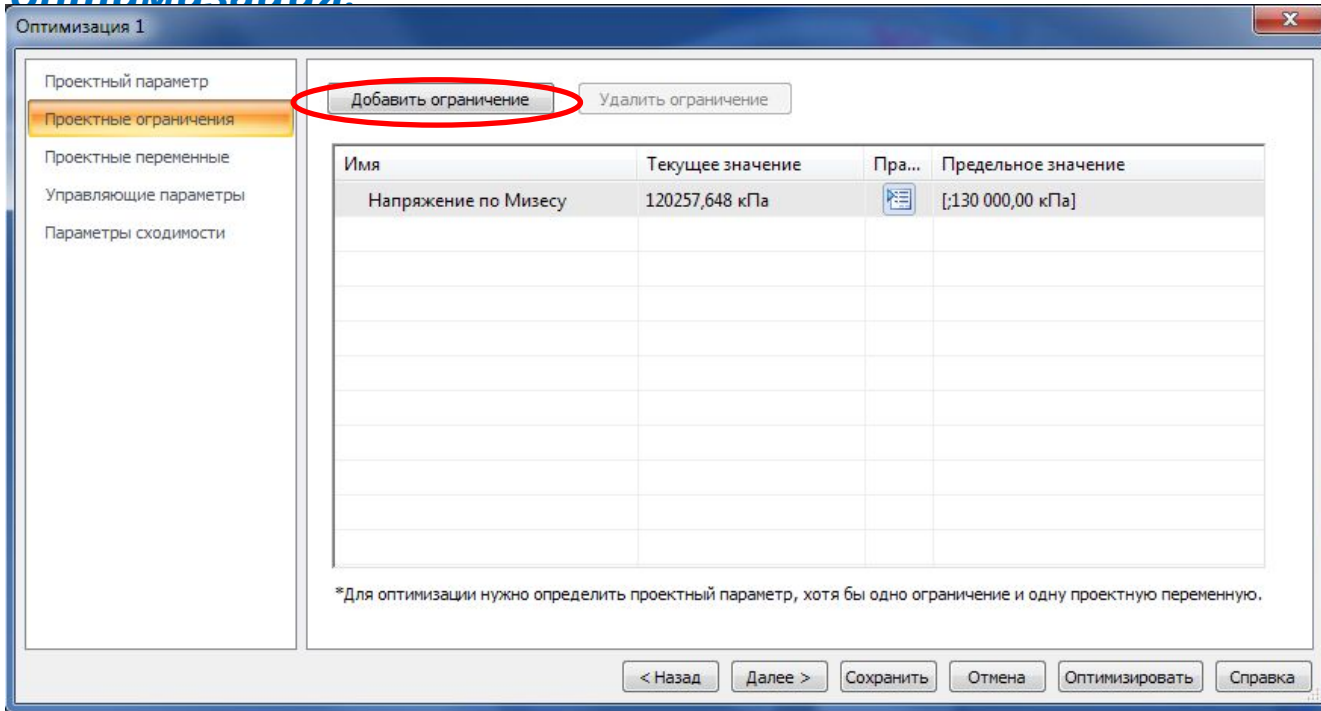 Оптимизация 1
Проектный параметр
Проектные ограничения
Проектные переменные
Управляющие параметры
Параметры сходимости
Добавить ограничение Удалить ограничение
Имя Текущее значение Пра... Предельное значение
Напряжение по Мизесу 120257,648 кПа [;130 000,00 кПа]
*Для оптимизации нужно определить проектный параметр, хотя бы одно ограничение и одну проектную переменную.
< Назад Далее > Сохранить Отмена Оптимизировать Справка